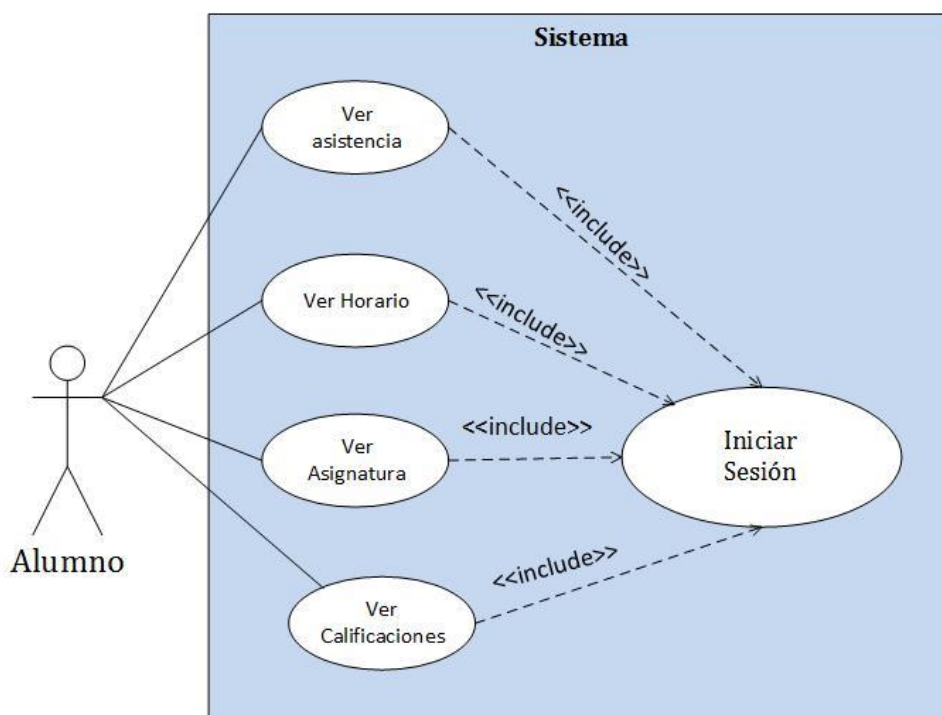 Sistema
Ver
asistencia
<<include>>
Ver Horario
<<include>>
Ver
Asignatura
<<include>>
Iniciar
Sesión
Alumno
<<include>>
Ver
Calificaciones